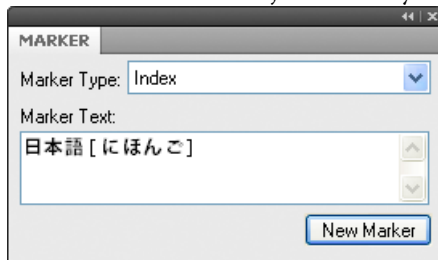 MARKER
Marker Type: Index
Marker Text:
日本語 [ にほんご ]
New Marker